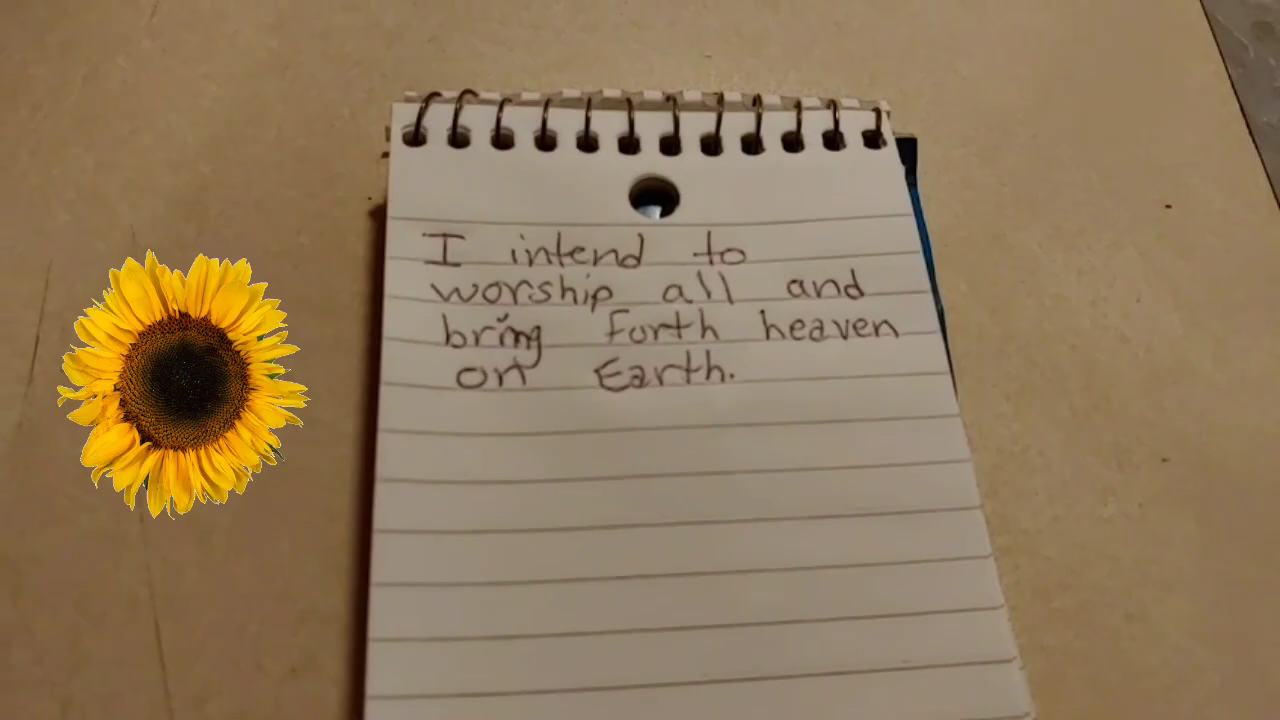 I intend to
worship all and
bring forth heaven
on Earth.